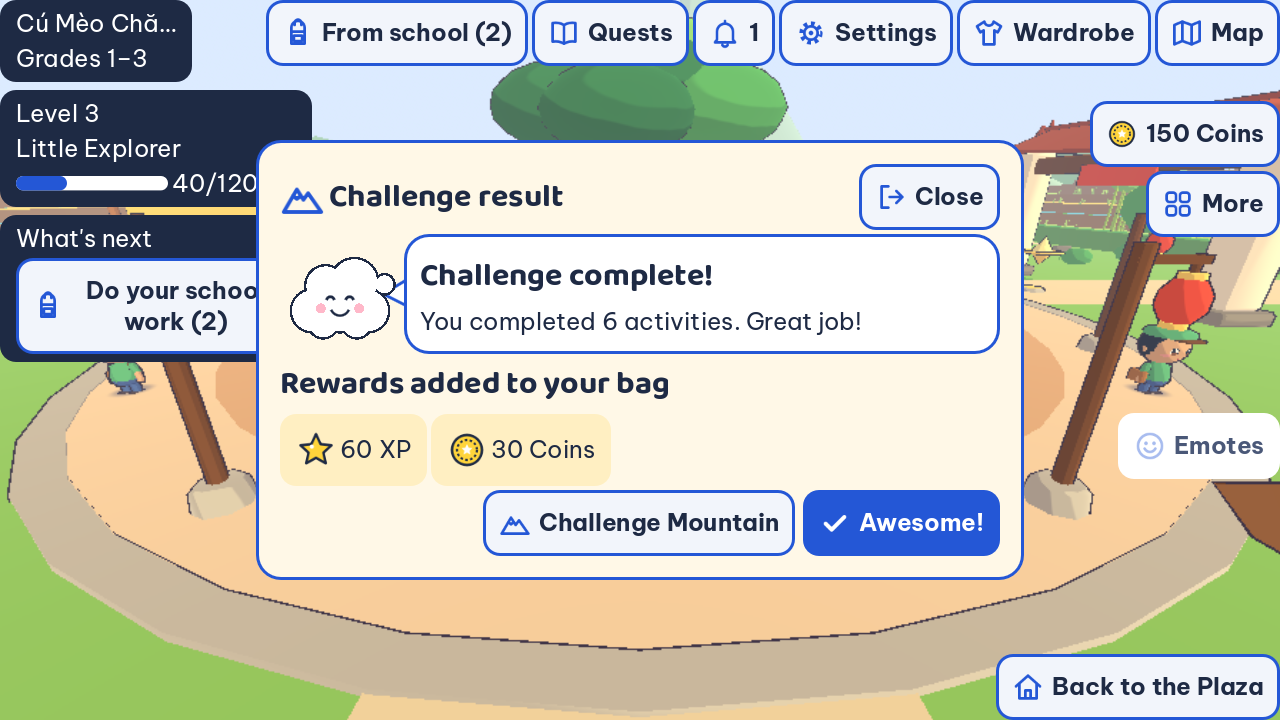 Cú Mèo Chă...
Grades 1–3
From school (2)
Quests
1
Settings
Wardrobe
Map
Level 3
Little Explorer
40/120
150 Coins
More
What's next
Do your schoo
work (2)
Challenge result
Close
Challenge complete!
You completed 6 activities. Great job!
Rewards added to your bag
60 XP
30 Coins
Challenge Mountain
Awesome!
Emotes
Back to the Plaza